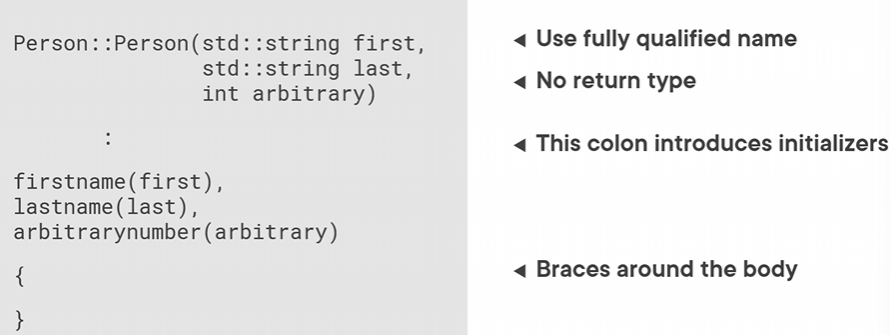 Person::Person(std::string first,
std::string last,
int arbitrary)
:
firstname(first),
lastname(last),
arbitrarynumber(arbitrary)
{
}
◄ Use fully qualified name
◄ No return type
◄ This colon introduces initializers
◄ Braces around the body